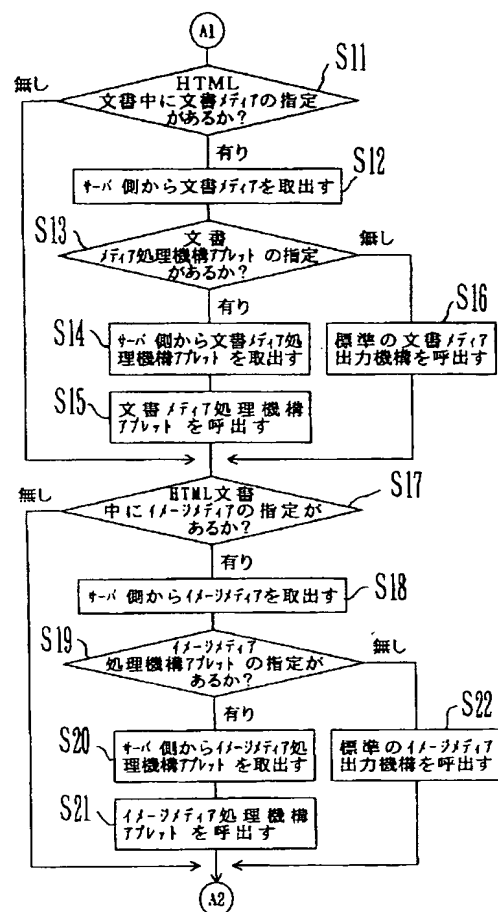 A1
S11
無し
HTML
文書中に文書メディアの指定
があるか?
有り
S12
サーバ 側から文書メディアを取出す
S13
文書
メディア処理機構アプレット の指定
があるか?
無し
有り
S14
サーバ 側から文書メディア処
理機構アプレット を取出す
S16
標準の文書メディア
出力機構を呼出す
S15
文書メディア処理機構
アプレット を呼出す
S17
無し
HTML文書
中にイメージメディアの指定が
あるか?
有り
S18
サーバ 側からイメージメディアを取出す
S19
イメージメディア
処理機構アプレット の指定が
あるか?
無し
有り
S20
サーバ 側からイメージメディア処
理機構アプレット を取出す
S22
標準のイメージメディア
出力機構を呼出す
S21
イメージメディア処理機構
アプレット を呼出す
A2